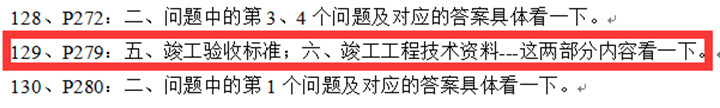 128、P272：二、问题中的第 3、4 个问题及对应的答案具体看一下。
129、P279：五、竣工验收标准；六、竣工工程技术资料---这两部分内容看一下。
130、P280：二、问题中的第 1 个问题及对应的答案具体看一下。